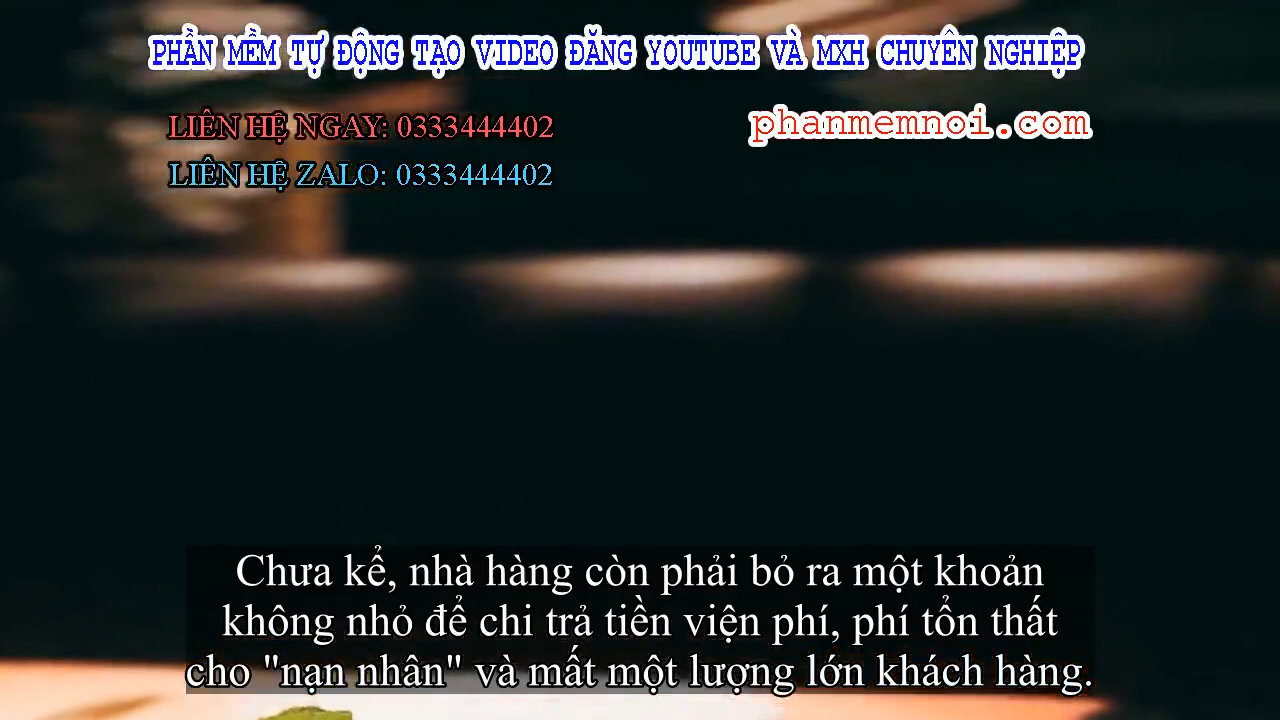 PHẦN MỀM TỰ ĐỘNG TẠO VIDEO ĐĂNG YOUTUBE VÀ MXH CHUYÊN NGHIỆP
LIÊN HỆ NGAY: 0333444402
phanmemnoi.com
LIÊN HỆ ZALO: 0333444402
Chưa kể, nhà hàng còn phải bỏ ra một khoản
không nhỏ để chi trả tiền viện phí, phí tổn thất
cho "nạn nhân" và mất một lượng lớn khách hàng.